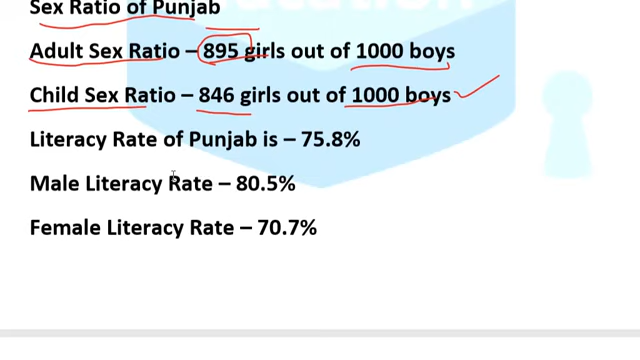 Sex Ratio of Punjab
Adult Sex Ratio – 895 girls out of 1000 boys
Child Sex Ratio – 846 girls out of 1000 boys
Literacy Rate of Punjab is – 75.8%
Male Literacy Rate – 80.5%
Female Literacy Rate – 70.7%